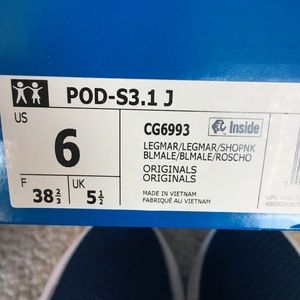 POD-S3.1 J
US
6
F
38 2/3
UK
5 1/2
CG6993
Inside
LEGMAR/LEGMAR/SHOPNK
BLMALE/BLMALE/ROSCHO
ORIGINALS
ORIGINALS
MADE IN VIETNAM
FABRIQUÉ AU VIETNAM